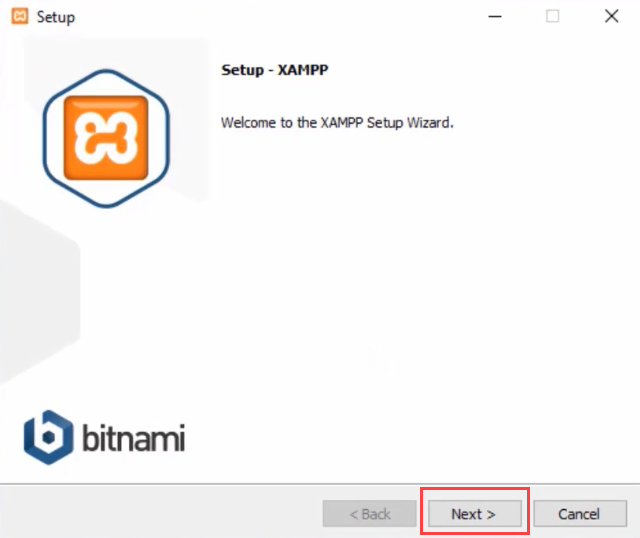 Setup
Setup - XAMPP
Welcome to the XAMPP Setup Wizard.
bitnami
< Back
Next >
Cancel